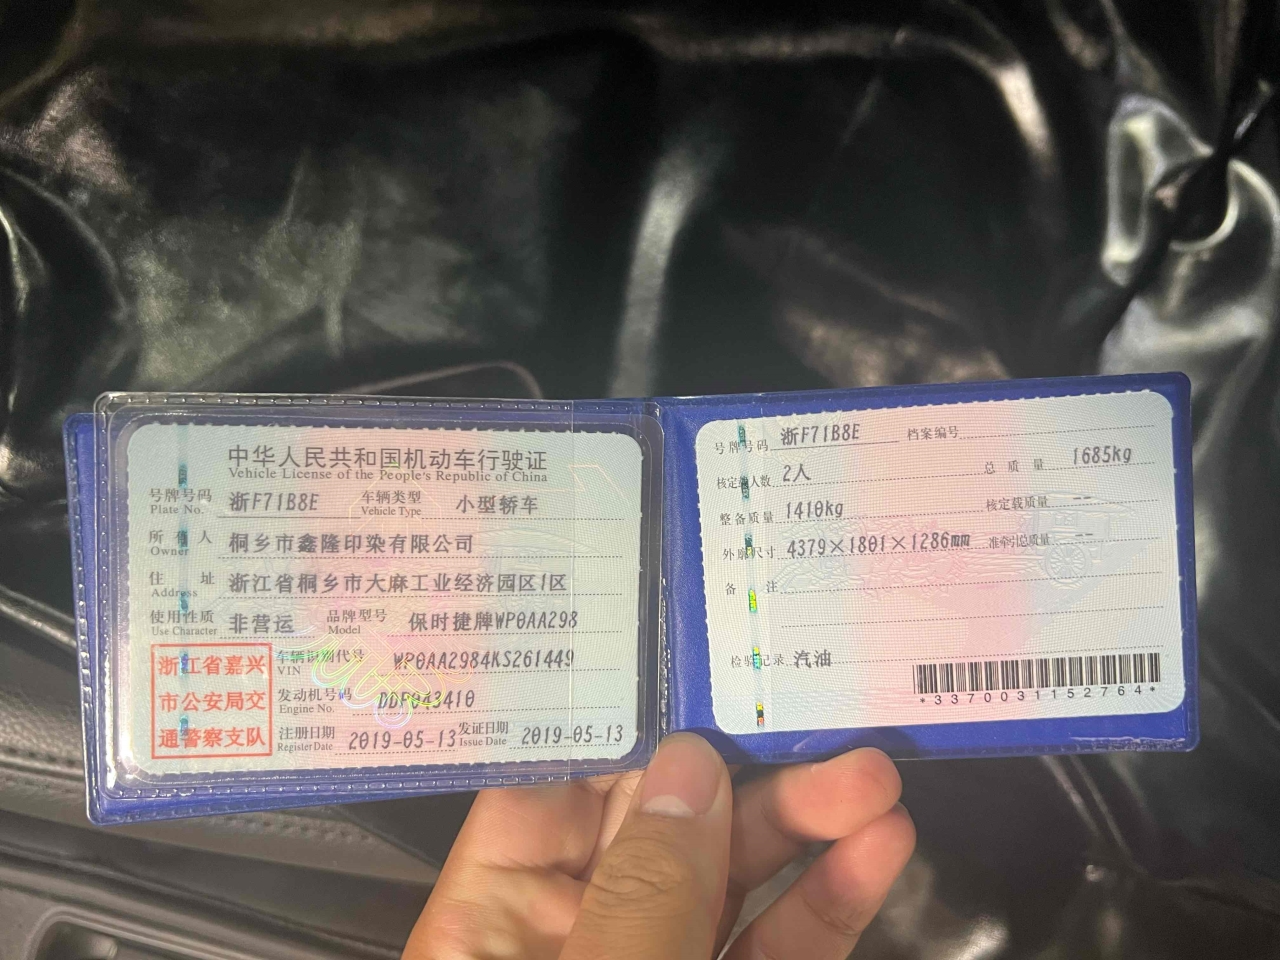 中华人民共和国机动车行驶证
Vehicle License of the People's Republic of China
号牌号码 浙F71B8E 车辆类型 小型轿车
Plate No. Vehicle Type
所有人 桐乡市鑫隆印染有限公司
Owner
住址 浙江省桐乡市大麻工业经济园区1区
Address
使用性质 非营运 品牌型号 保时捷牌WP0AA298
Use Character Model
浙江省嘉兴
市公安局交
通警察支队
车辆识别代号 WP0AA2984KS261449
VIN
发动机号码 DDP043410
Engine No.
注册日期 2019-05-13 发证日期 2019-05-13
Register Date Issue Date
号牌号码 浙F71B8E 档案编号
核定载人数 2人 总质量 1685kg
整备质量 1410kg 核定载质量 --
外廓尺寸 4379×1801×1286mm 准牵引总质量 --
备注
检验记录 汽油
*3370031152764*